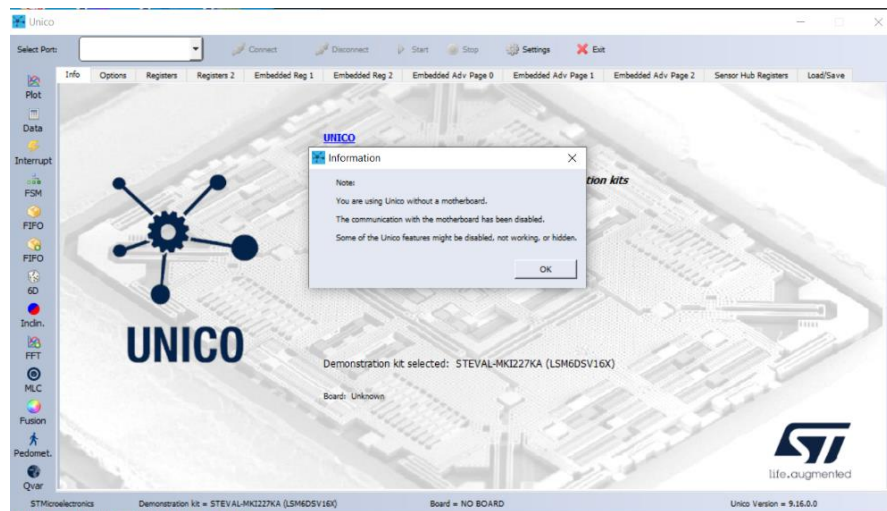 Unico
Select Port: Connect Disconnect Start Stop Settings Exit
Info Options Registers Registers 2 Embedded Reg 1 Embedded Reg 2 Embedded Adv Page 0 Embedded Adv Page 1 Embedded Adv Page 2 Sensor Hub Registers Load/Save
Plot
Data
Interrupt
FSM
FIFO
FIFO
6D
Inclin.
FFT
MLC
Fusion
Pedomet.
Qvar
UNICO
UNICO
Information
Note:
You are using Unico without a motherboard.
The communication with the motherboard has been disabled.
Some of the Unico features might be disabled, not working, or hidden.
OK
tion kits
Demonstration kit selected: STEVAL-MKI227KA (LSM6DSV16X)
Board: Unknown
ST
life.augmented
STMicroelectronics Demonstration kit = STEVAL-MKI227KA (LSM6DSV16X) Board = NO BOARD Unico Version = 9.16.0.0